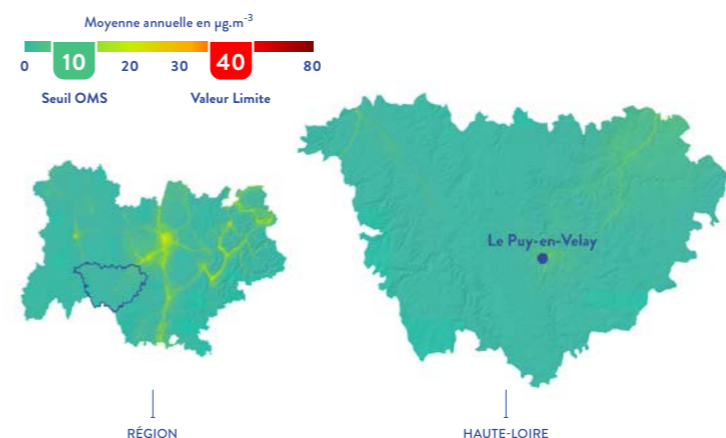 Moyenne annuelle en µg.m⁻³
0 10 20 30 40 80
Seuil OMS Valeur Limite
Le Puy-en-Velay
RÉGION HAUTE-LOIRE